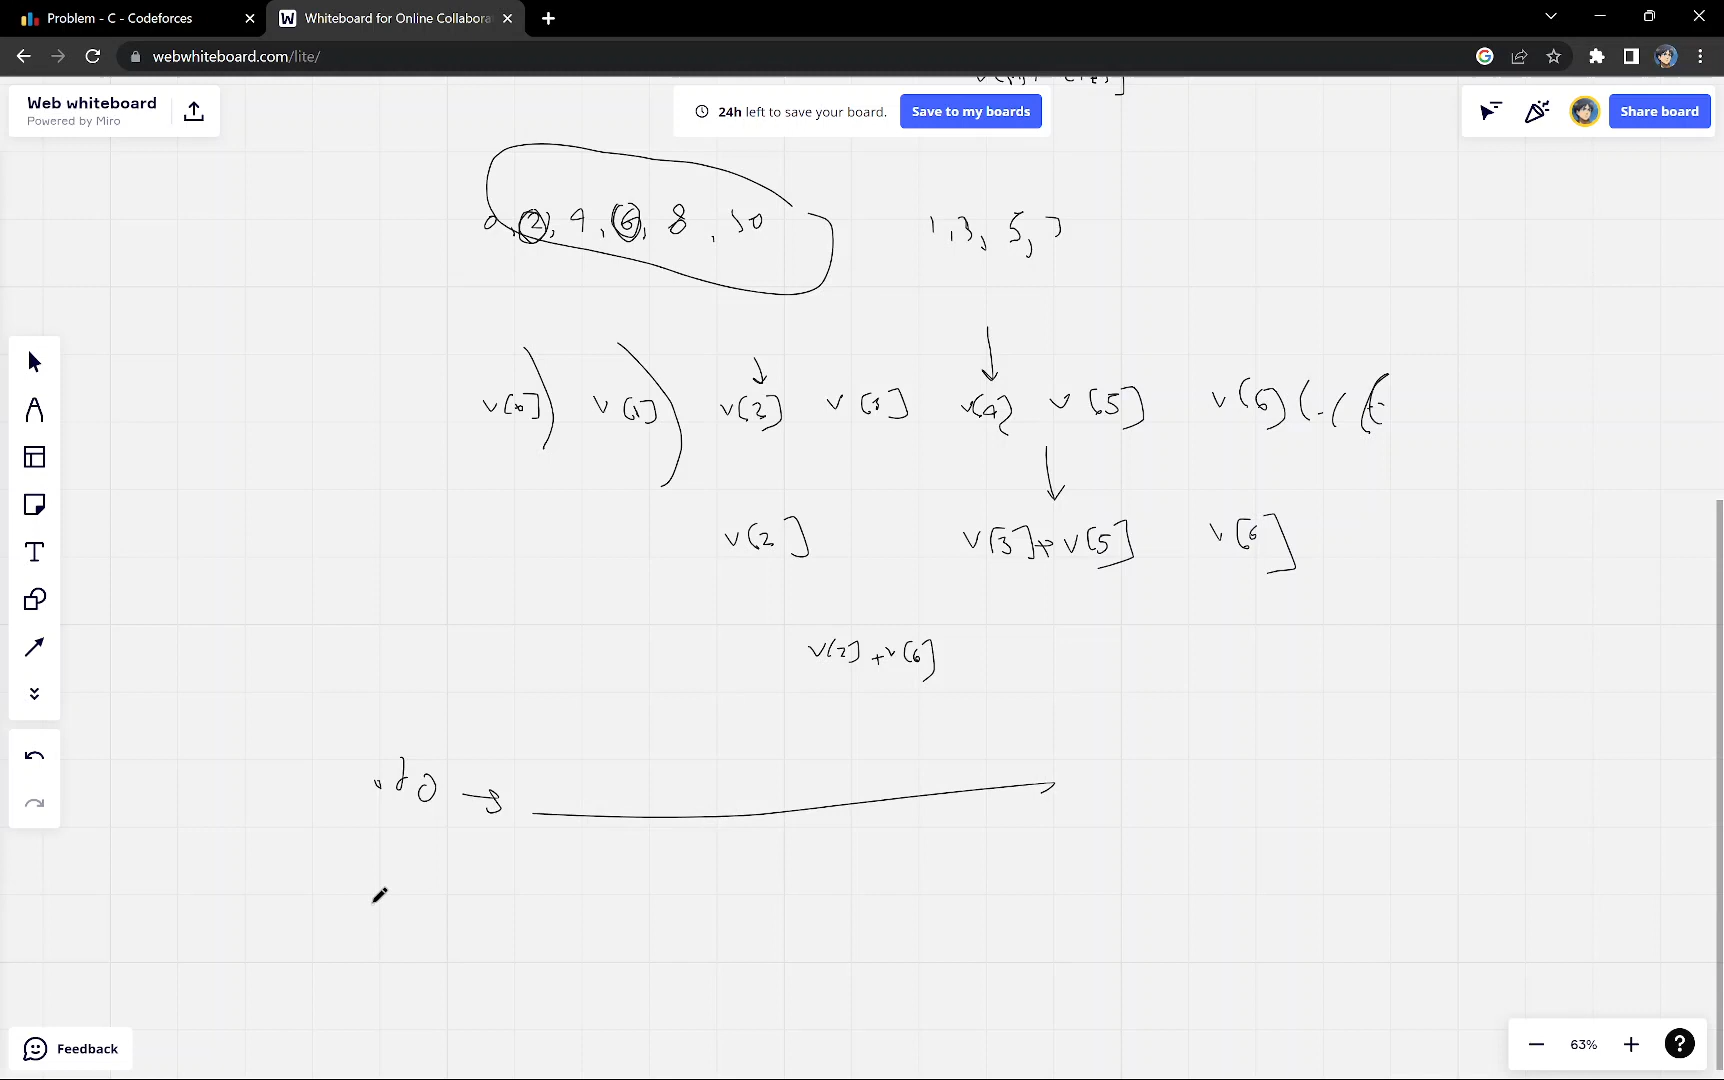 Problem - C - Codeforces
Whiteboard for Online Collabora
webwhiteboard.com/lite/
Web whiteboard
Powered by Miro
24h left to save your board.
Save to my boards
Share board
0, 2, 4, 6, 8, 10
1, 3, 5, 7
v[0] v[1] v[2] v[3] v[4] v[5] v[6]
v[2] v[3]+v[5] v[6]
v[2]+v[6]
T
Feedback
63%
?